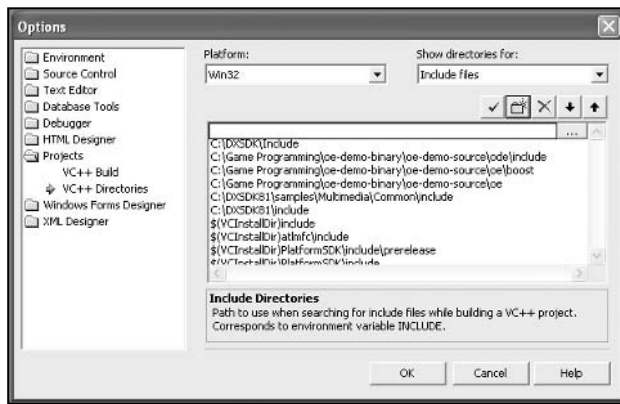 Options
Environment
Source Control
Text Editor
Database Tools
Debugger
HTML Designer
Projects
VC++ Build
VC++ Directories
Windows Forms Designer
XML Designer
Platform:
Win32
Show directories for:
Include files
...
C:\DXSDK\Include
C:\Game Programming\oe-demo-binary\oe-demo-source\ode\include
C:\Game Programming\oe-demo-binary\oe-demo-source\oe\boost
C:\Game Programming\oe-demo-binary\oe-demo-source\oe
C:\DXSDK81\samples\Multimedia\Common\include
C:\DXSDK81\include
$(VCInstallDir)include
$(VCInstallDir)atlmfc\include
$(VCInstallDir)PlatformSDK\include\prerelease
$(VCInstallDir)PlatformSDK\include
Include Directories
Path to use when searching for include files while building a VC++ project.
Corresponds to environment variable INCLUDE.
OK
Cancel
Help